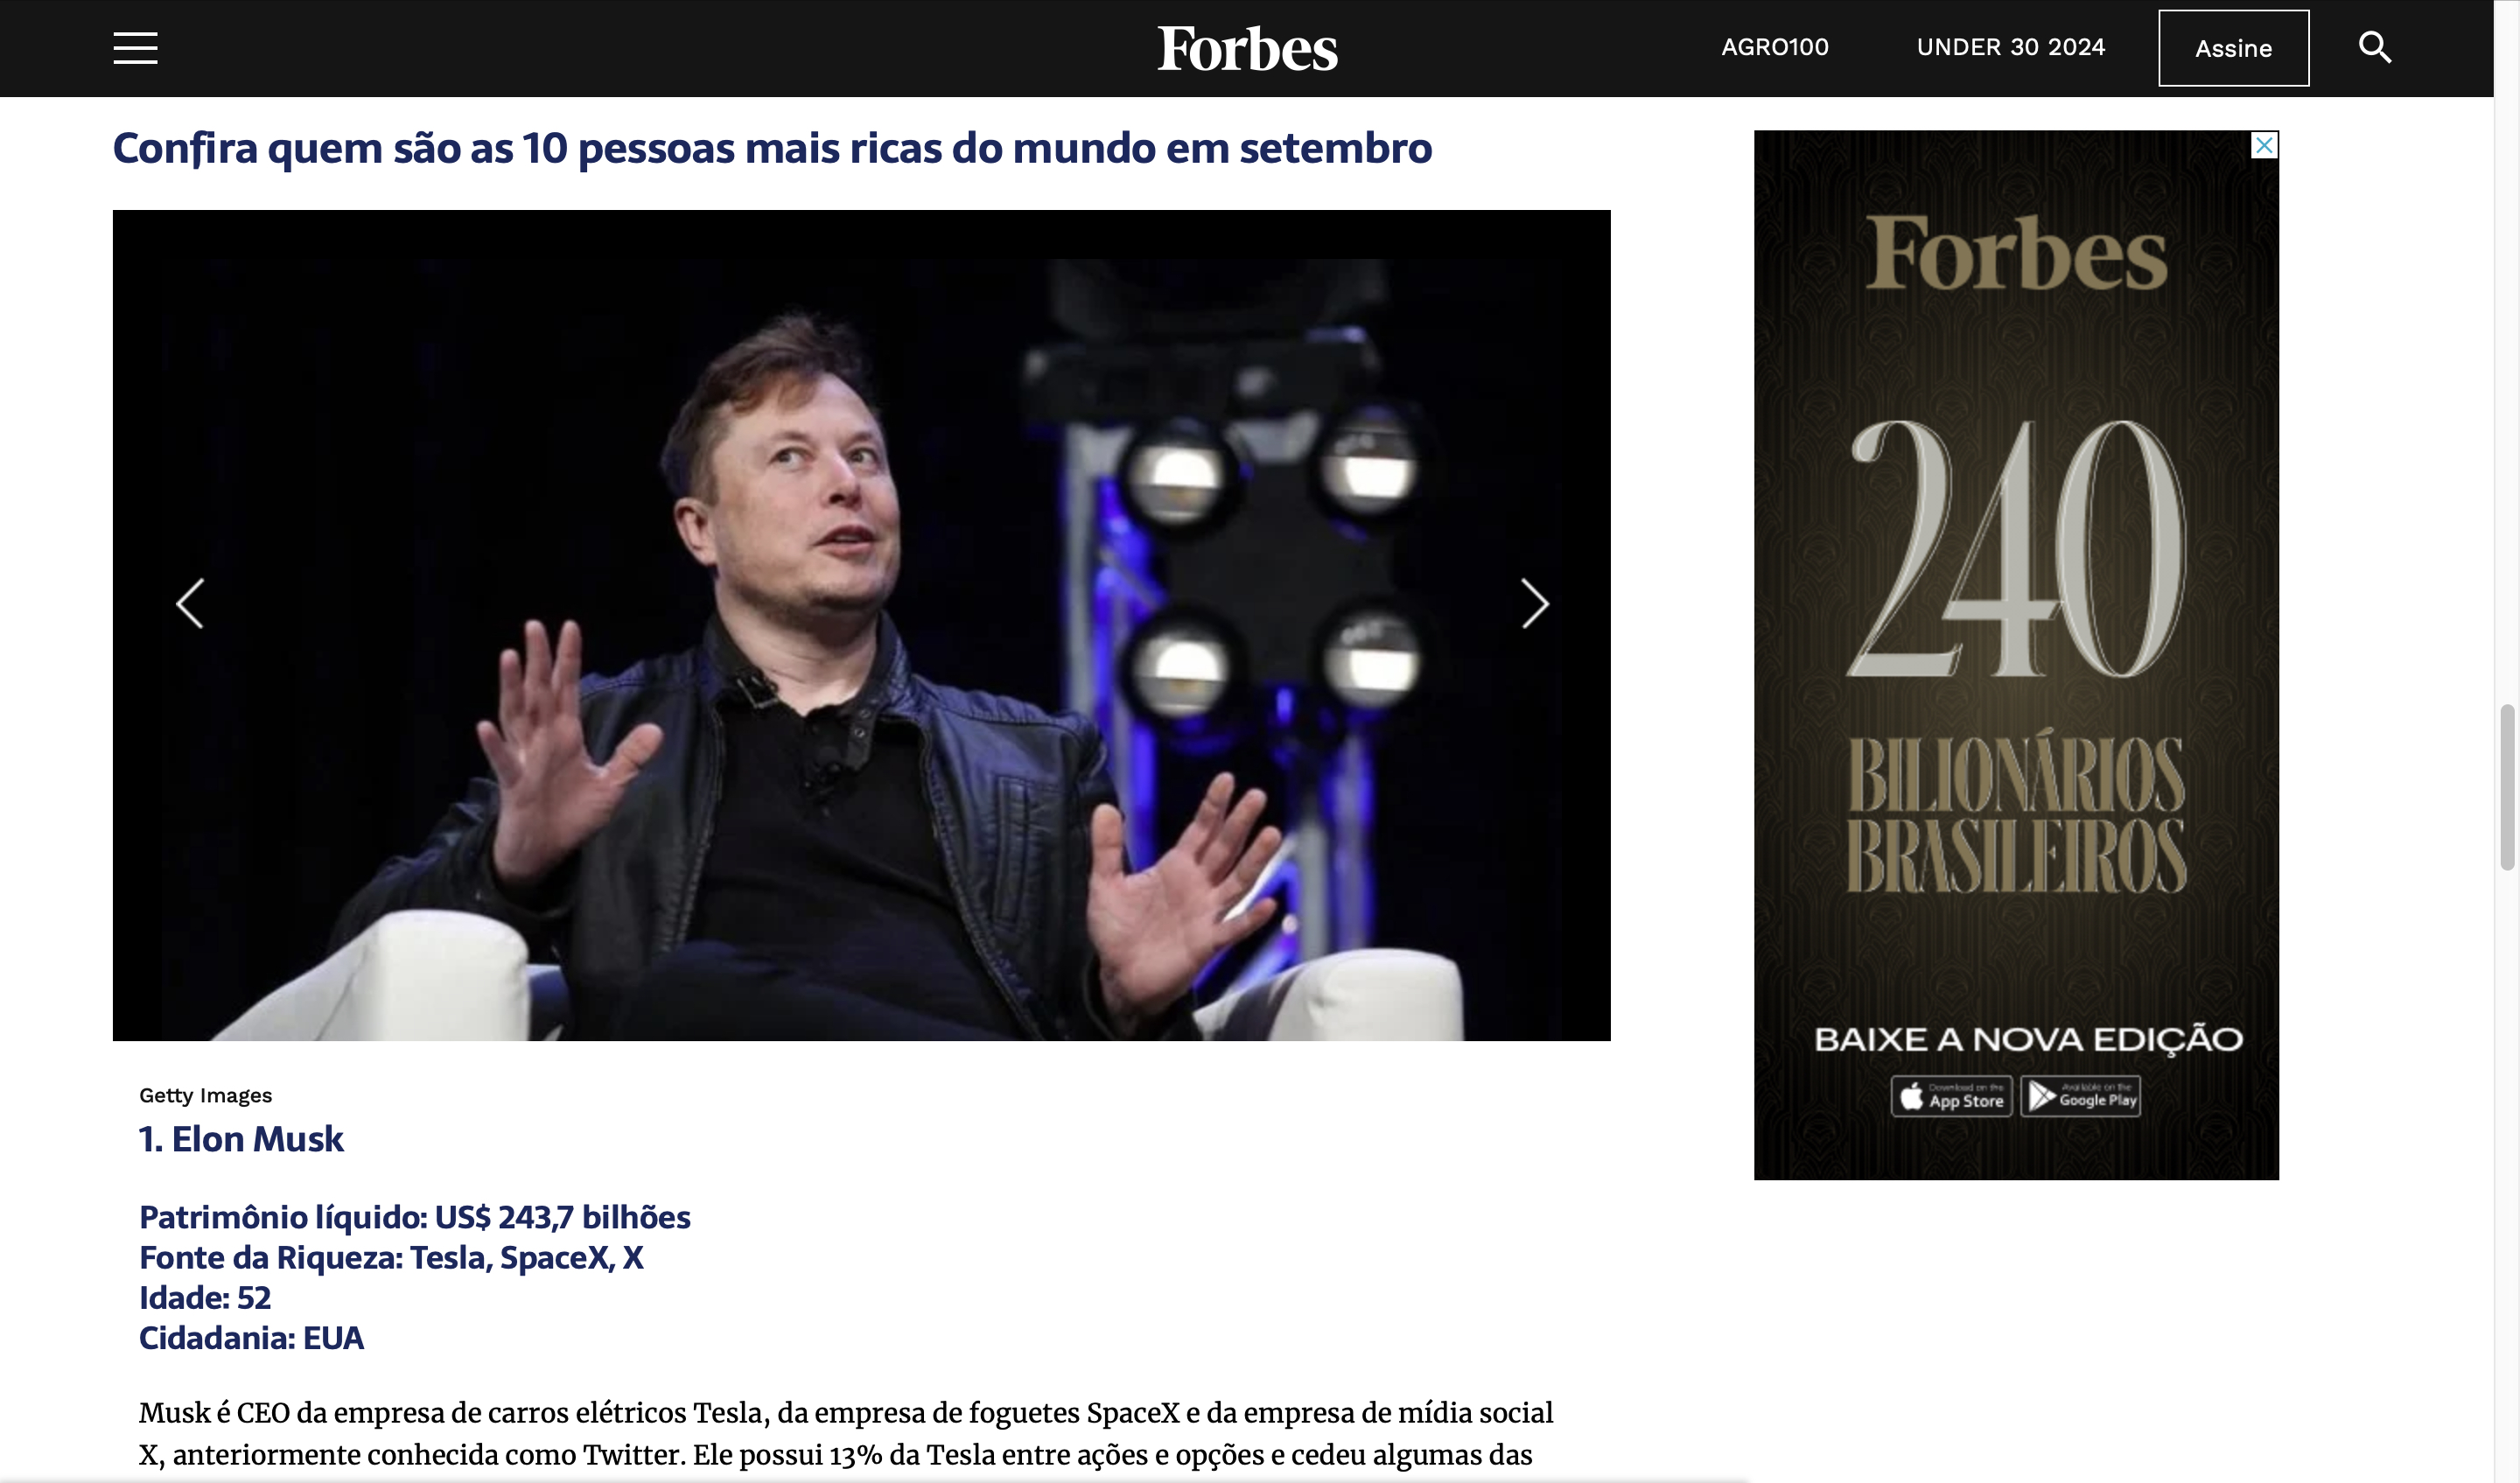 Forbes
AGRO100
UNDER 30 2024
Assine
Confira quem são as 10 pessoas mais ricas do mundo em setembro
Getty Images
1. Elon Musk
Patrimônio líquido: US$ 243,7 bilhões
Fonte da Riqueza: Tesla, SpaceX, X
Idade: 52
Cidadania: EUA
Musk é CEO da empresa de carros elétricos Tesla, da empresa de foguetes SpaceX e da empresa de mídia social
X, anteriormente conhecida como Twitter. Ele possui 13% da Tesla entre ações e opções e cedeu algumas das
Forbes
240
BILIONÁRIOS
BRASILEIROS
BAIXE A NOVA EDIÇÃO
Download on the
App Store
Available on the
Google Play